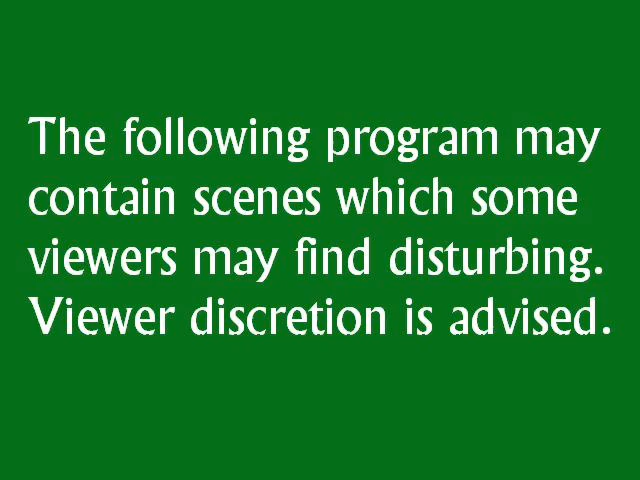 The following program may
contain scenes which some
viewers may find disturbing.
Viewer discretion is advised.